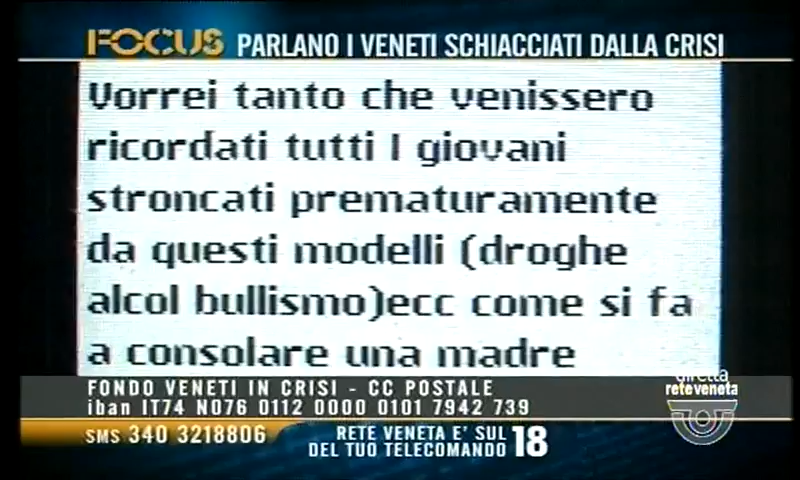 FOCUS PARLANO I VENETI SCHIACCIATI DALLA CRISI
Vorrei tanto che venissero
ricordati tutti I giovani
stroncati prematuramente
da questi modelli (droghe
alcol bullismo)ecc come si fa
a consolare una madre
diretta
reteveneta
FONDO VENETI IN CRISI - CC POSTALE
iban IT74 N076 0112 0000 0101 7942 739
SMS 340 3218806
RETE VENETA E' SUL
DEL TUO TELECOMANDO 18